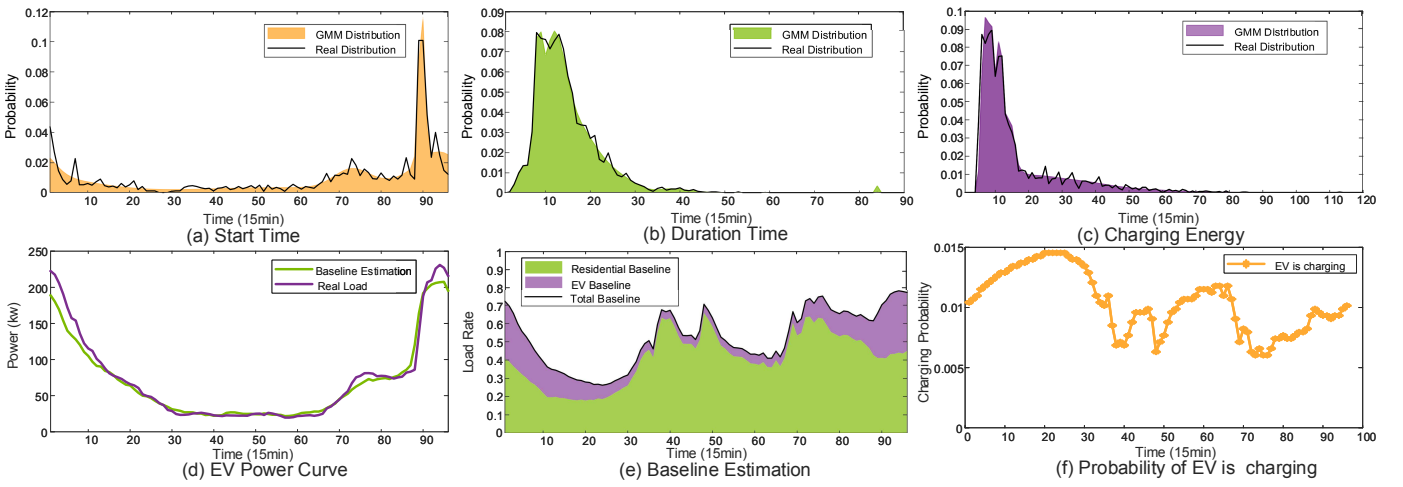 0.12
0.1
0.08
0.06
0.04
0.02
0
Probability
GMM Distribution
Real Distribution
10 20 30 40 50 60 70 80 90
Time (15min)
(a) Start Time
0.09
0.08
0.07
0.06
0.05
0.04
0.03
0.02
0.01
0
Probability
GMM Distribution
Real Distribution
10 20 30 40 50 60 70 80 90
Time (15min)
(b) Duration Time
0.1
0.09
0.08
0.07
0.06
0.05
0.04
0.03
0.02
0.01
0
Probability
GMM Distribution
Real Distribution
10 20 30 40 50 60 70 80 90 100 110 120
Time (15min)
(c) Charging Energy
250
200
150
100
50
0
Power (kw)
Baseline Estimation
Real Load
10 20 30 40 50 60 70 80 90
Time (15min)
(d) EV Power Curve
1
0.9
0.8
0.7
0.6
0.5
0.4
0.3
0.2
0.1
0
Load Rate
Residential Baseline
EV Baseline
Total Baseline
10 20 30 40 50 60 70 80 90
Time (15min)
(e) Baseline Estimation
0.015
0.01
0.005
0
Charging Probability
EV is charging
0 10 20 30 40 50 60 70 80 90 100
Time (15min)
(f) Probability of EV is charging